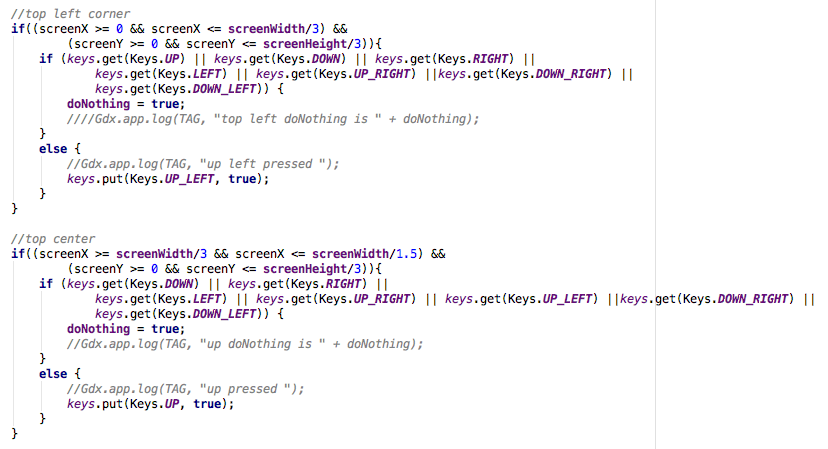 //top left corner
if((screenX >= 0 && screenX <= screenWidth/3) &&
        (screenY >= 0 && screenY <= screenHeight/3)){
    if (keys.get(Keys.UP) || keys.get(Keys.DOWN) || keys.get(Keys.RIGHT) ||
            keys.get(Keys.LEFT) || keys.get(Keys.UP_RIGHT) ||keys.get(Keys.DOWN_RIGHT) ||
            keys.get(Keys.DOWN_LEFT)) {
        doNothing = true;
        ////Gdx.app.log(TAG, "top left doNothing is " + doNothing);
    }
    else {
        //Gdx.app.log(TAG, "up left pressed ");
        keys.put(Keys.UP_LEFT, true);
    }
}
//top center
if((screenX >= screenWidth/3 && screenX <= screenWidth/1.5) &&
        (screenY >= 0 && screenY <= screenHeight/3)){
    if (keys.get(Keys.DOWN) || keys.get(Keys.RIGHT) ||
            keys.get(Keys.LEFT) || keys.get(Keys.UP_RIGHT) || keys.get(Keys.UP_LEFT) ||keys.get(Keys.DOWN_RIGHT) ||
            keys.get(Keys.DOWN_LEFT)) {
        doNothing = true;
        //Gdx.app.log(TAG, "up doNothing is " + doNothing);
    }
    else {
        //Gdx.app.log(TAG, "up pressed ");
        keys.put(Keys.UP, true);
    }
}